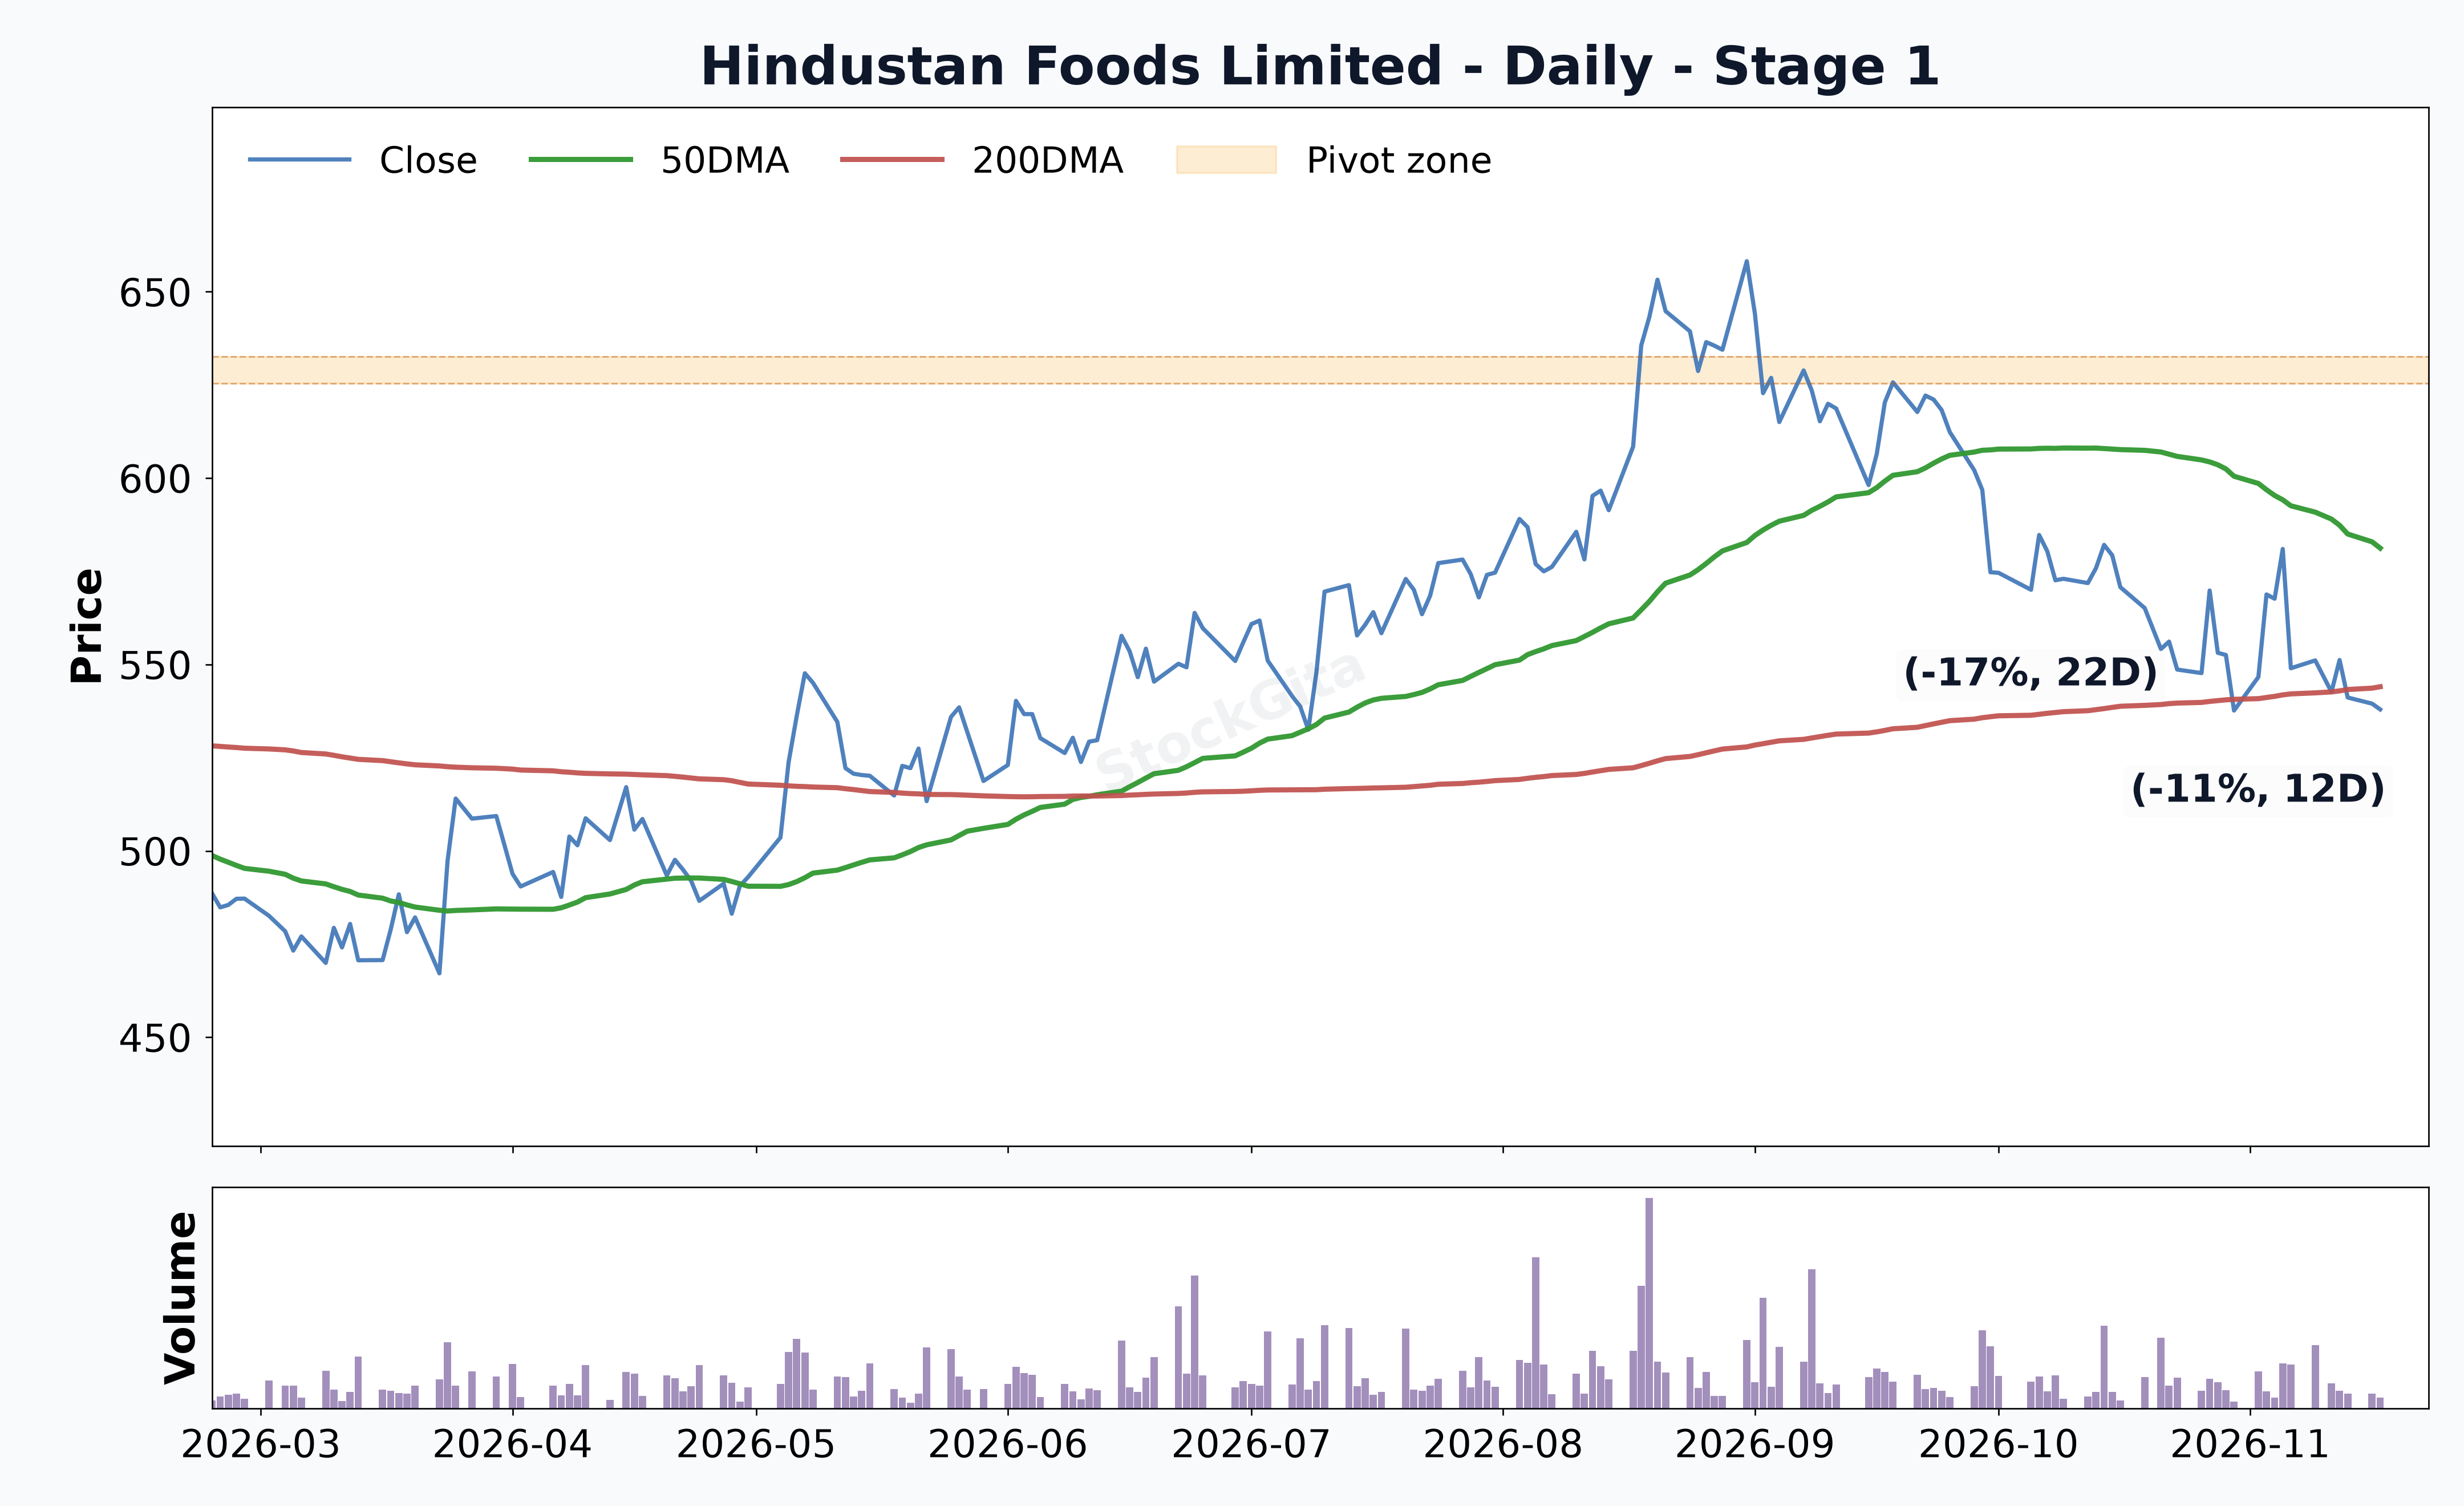 Hindustan Foods Limited - Daily - Stage 1
Close 50DMA 200DMA Pivot zone
Price
650
600
550
500
450
StockGita
(-17%, 22D)
(-11%, 12D)
Volume
2026-03 2026-04 2026-05 2026-06 2026-07 2026-08 2026-09 2026-10 2026-11